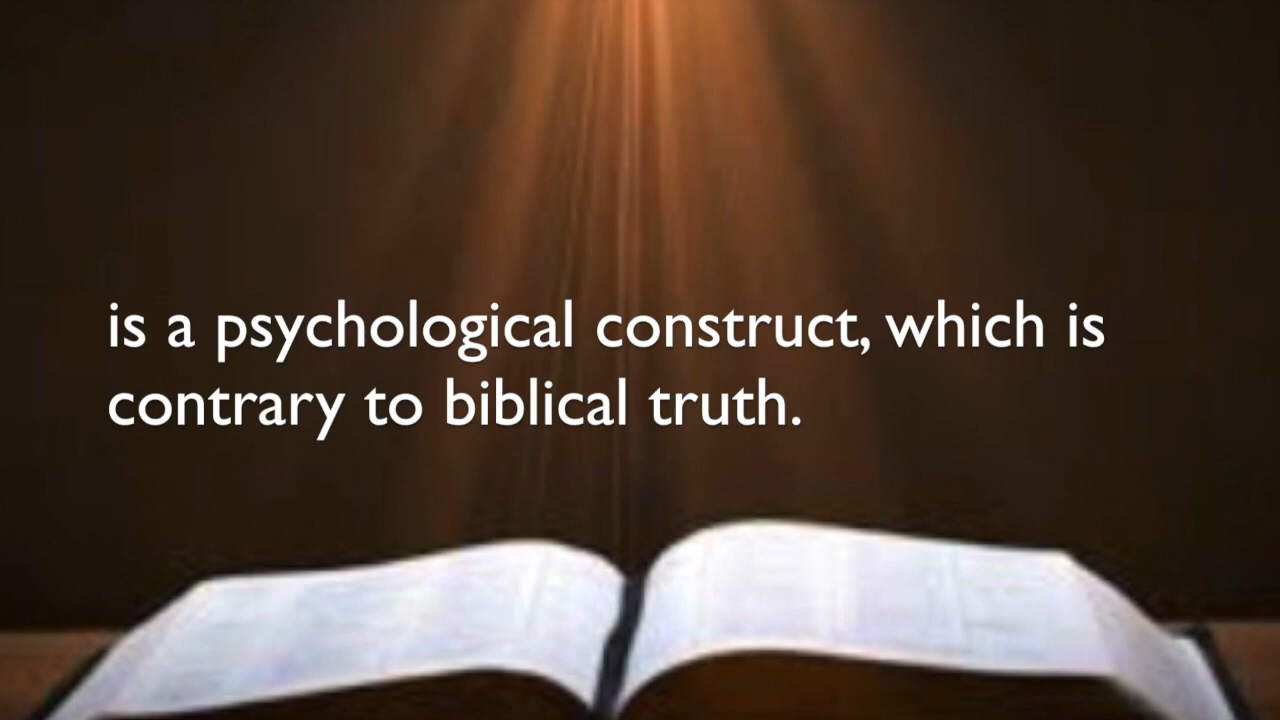 is a psychological construct, which is
contrary to biblical truth.